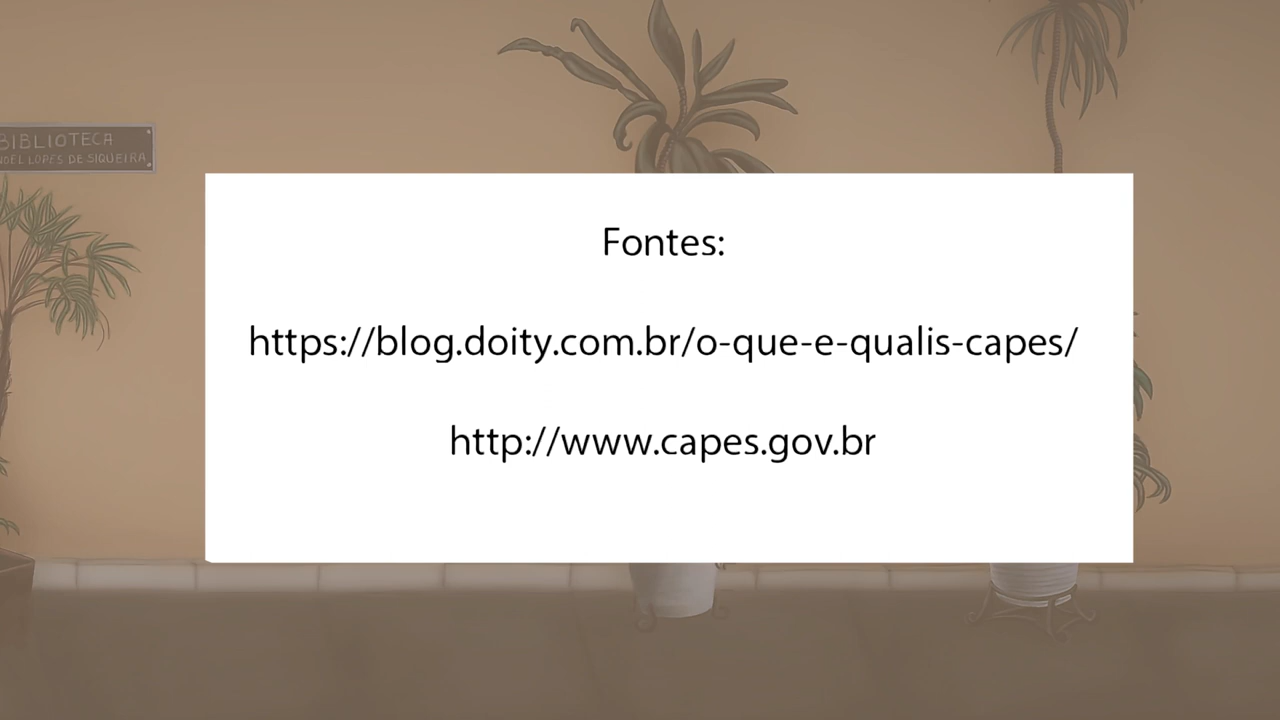 BIBLIOTECA
LOPES DE SIQUEIRA
Fontes:
https://blog.doity.com.br/o-que-e-qualis-capes/
http://www.capes.gov.br